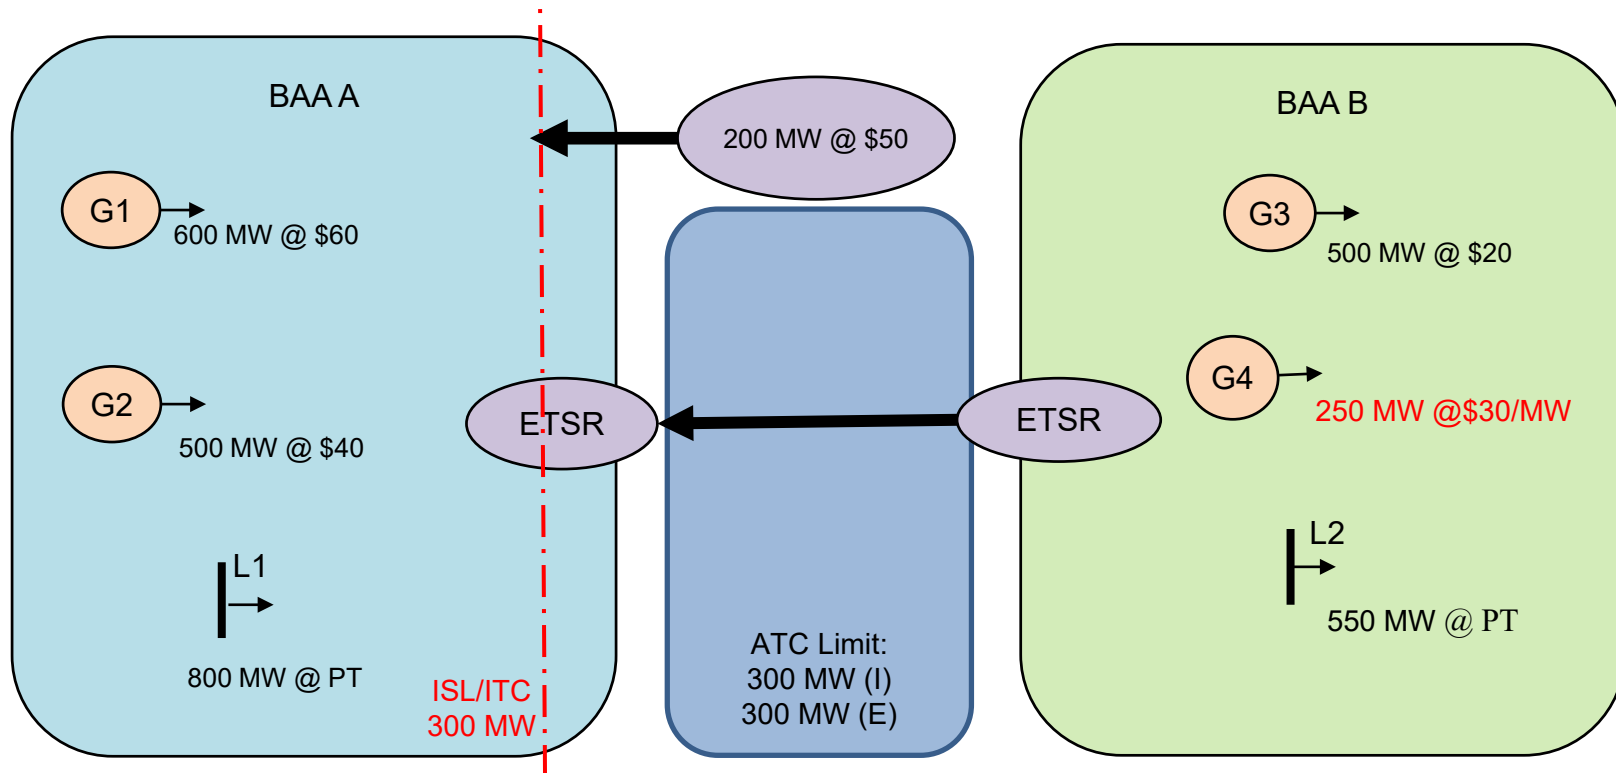 BAA A
200 MW @ $50
BAA B
G1
600 MW @ $60
G3
500 MW @ $20
G2
500 MW @ $40
ETSR
ETSR
G4
250 MW @$30/MW
L1
800 MW @ PT
ISL/ITC
300 MW
ATC Limit:
300 MW (I)
300 MW (E)
L2
550 MW @ PT